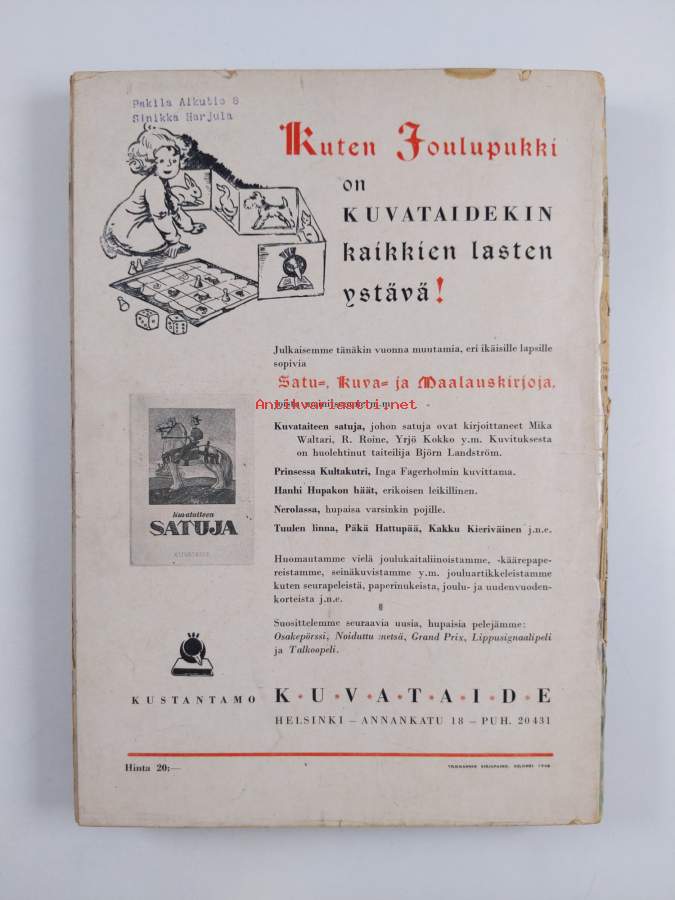 Pakila Alkutie 8
Sinikka Harjula
Kuten Joulupukki
on
KUVATAIDEKIN
kaikkien lasten
ystävä!
Julkaisemme tänäkin vuonna muutamia, eri ikäisille lapsille
sopivia
Satu-, Kuva- ja Maalauskirjoja,
Antikvariaatti.net
Kuvataiteen satuja, johon satuja ovat kirjoittaneet Mika
Waltari, R. Roine, Yrjö Kokko y.m. Kuvituksesta
on huolehtinut taiteilija Björn Landström.
Prinsessa Kultakutri, Inga Fagerholmin kuvittama.
Hanhi Hupakon häät, erikoisen leikillinen.
Nerolassa, hupaisa varsinkin pojille.
Tuulen linna, Päkä Hattupää, Kakku Kieriväinen j.n.e.
Kuvataiteen
SATUJA
KUVATAIDE
Huomautamme vielä joulukaitaliinoistamme, -käärepape-
reistamme, seinäkuvistamme y.m. jouluartikkeleistamme
kuten seurapeleistä, paperinukeista, joulu- ja uudenvuoden-
korteista j.n.e.
Suosittelemme seuraavia uusia, hupaisia pelejämme:
Osakepörssi, Noiduttu metsä, Grand Prix, Lippusignaalipeli
ja Talkoopeli.
KUSTANTAMO K·U·V·A·T·A·I·D·E
HELSINKI – ANNANKATU 18 – PUH. 20431
Hinta 20:—